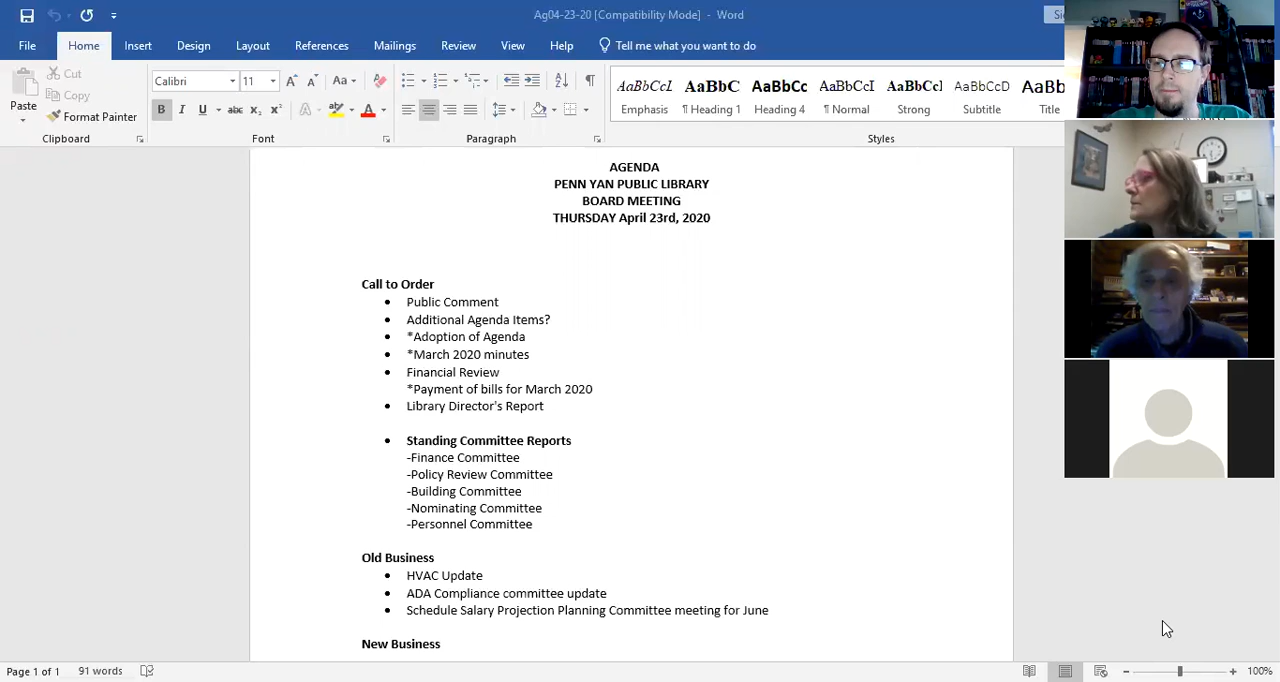 Ag04-23-20 [Compatibility Mode] - Word
File Home Insert Design Layout References Mailings Review View Help Tell me what you want to do
Paste
Cut
Copy
Format Painter
Calibri 11
Clipboard Font Paragraph Styles
AaBbCcI AaBbC AaBbCc AaBbCcI AaBbCcI AaBbCcD AaBb
Emphasis ¶ Heading 1 Heading 4 ¶ Normal Strong Subtitle Title
AGENDA
PENN YAN PUBLIC LIBRARY
BOARD MEETING
THURSDAY April 23rd, 2020
Call to Order
• Public Comment
• Additional Agenda Items?
• *Adoption of Agenda
• *March 2020 minutes
• Financial Review
*Payment of bills for March 2020
• Library Director's Report
• Standing Committee Reports
-Finance Committee
-Policy Review Committee
-Building Committee
-Nominating Committee
-Personnel Committee
Old Business
• HVAC Update
• ADA Compliance committee update
• Schedule Salary Projection Planning Committee meeting for June
New Business
Page 1 of 1 91 words 100%